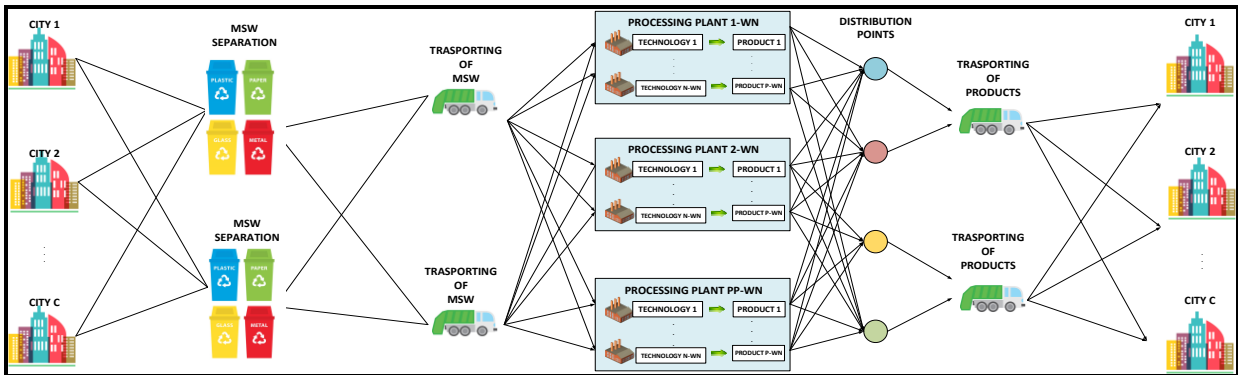 CITY 1
CITY 2
CITY C
MSW
SEPARATION
PLASTIC
PAPER
GLASS
METAL
MSW
SEPARATION
PLASTIC
PAPER
GLASS
METAL
TRASPORTING
OF
MSW
TRASPORTING
OF
MSW
PROCESSING PLANT 1-WN
TECHNOLOGY 1
PRODUCT 1
TECHNOLOGY N-WN
PRODUCT P-WN
PROCESSING PLANT 2-WN
TECHNOLOGY 1
PRODUCT 1
TECHNOLOGY N-WN
PRODUCT P-WN
PROCESSING PLANT PP-WN
TECHNOLOGY 1
PRODUCT 1
TECHNOLOGY N-WN
PRODUCT P-WN
DISTRIBUTION
POINTS
TRASPORTING
OF
PRODUCTS
TRASPORTING
OF
PRODUCTS
CITY 1
CITY 2
CITY C